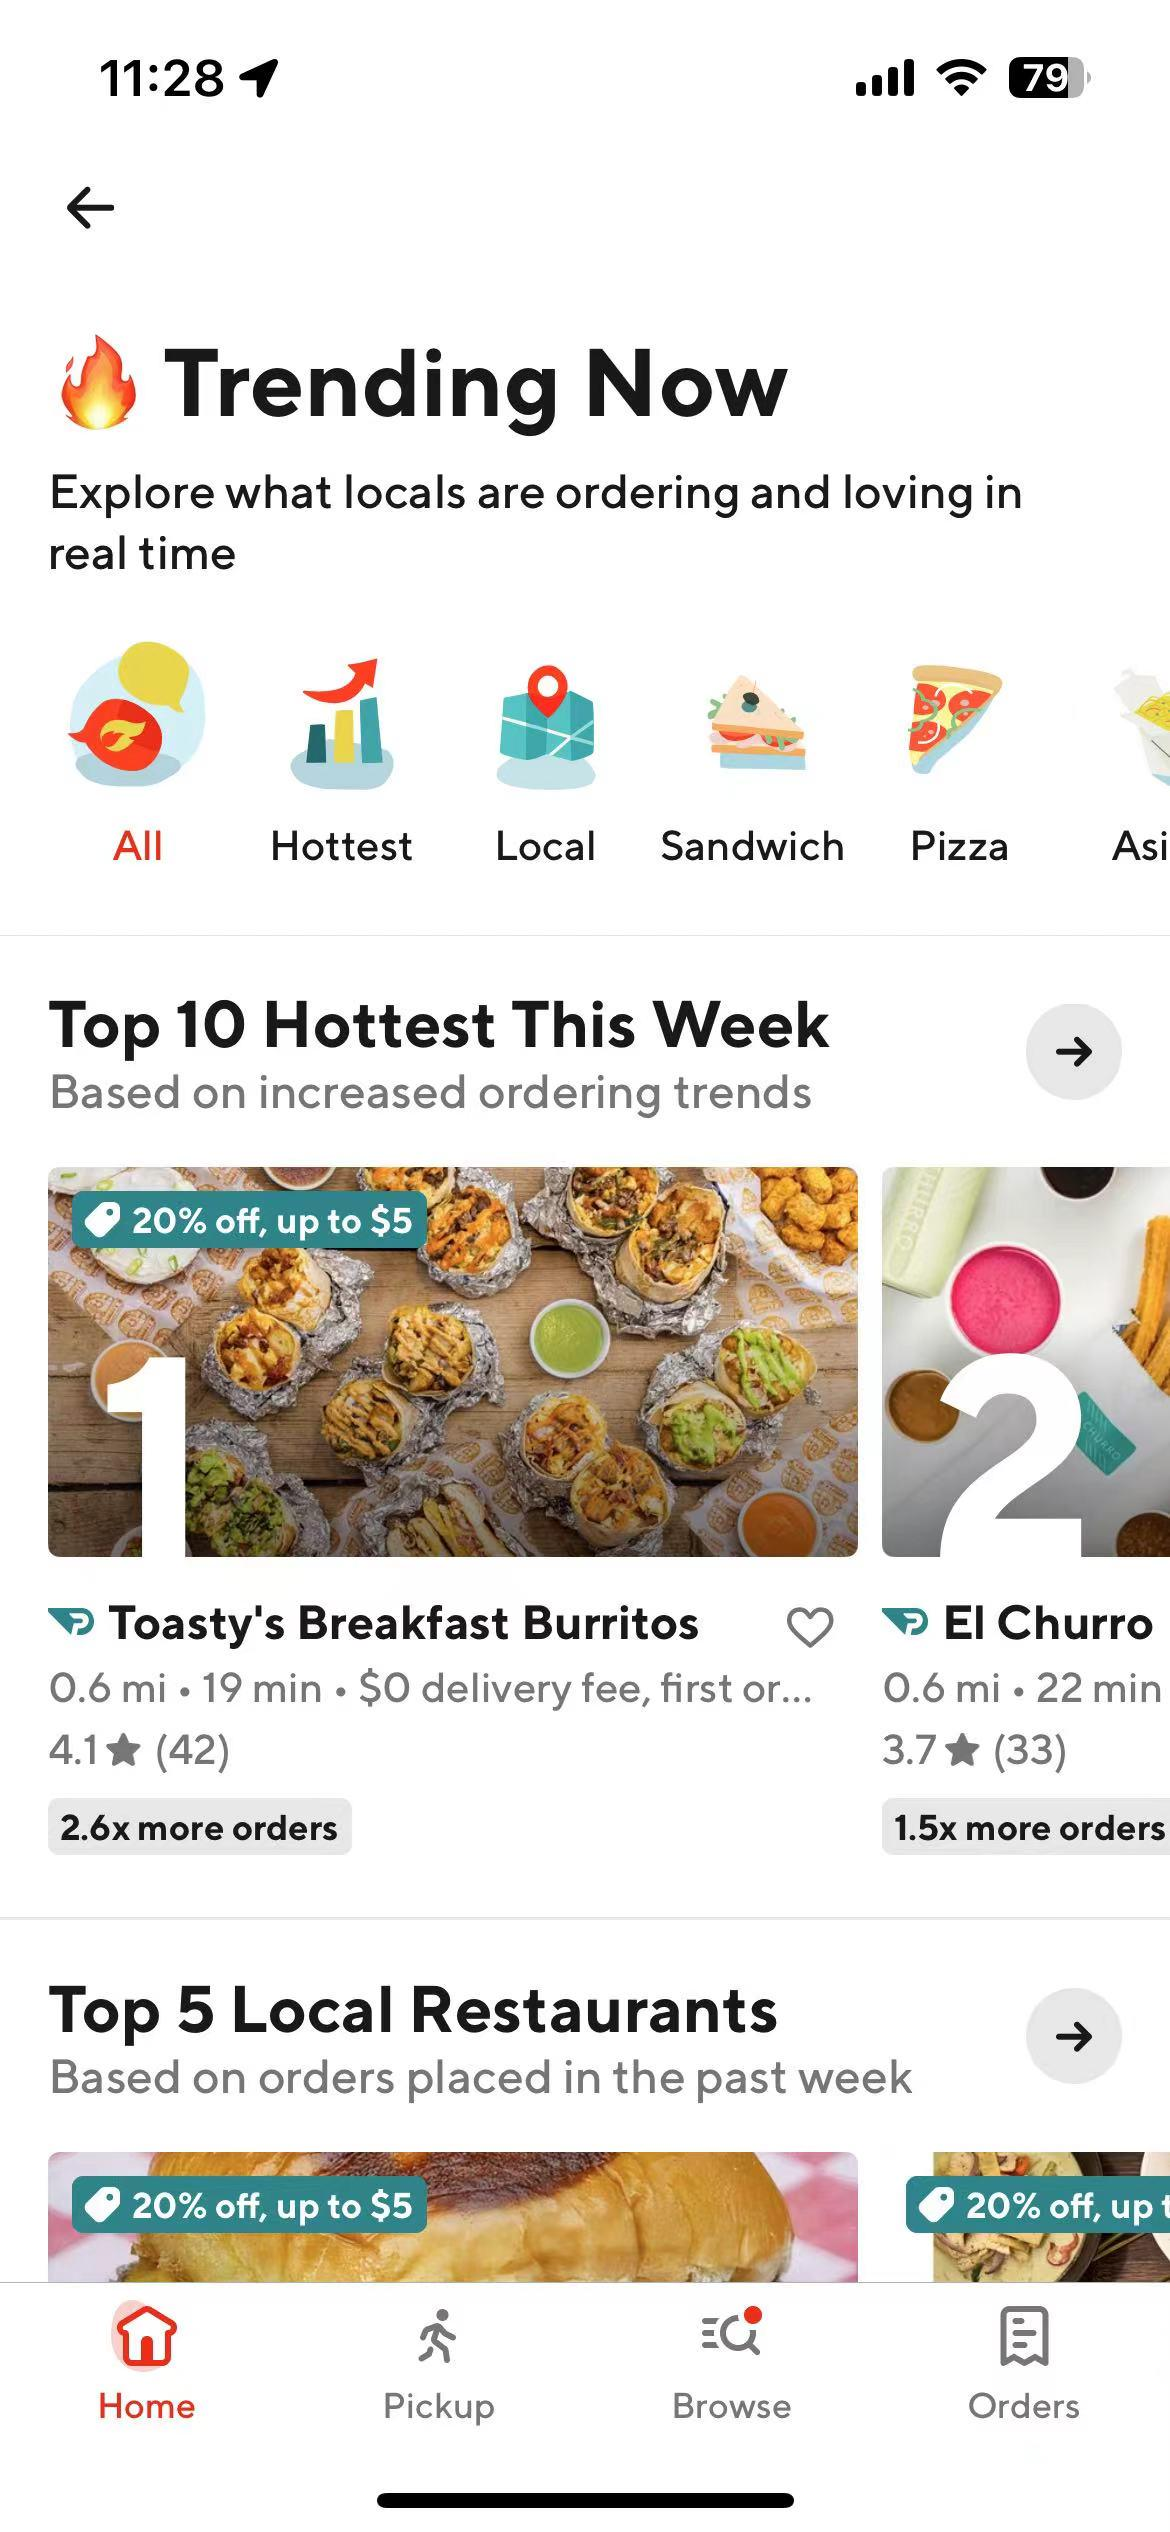 11:28
79
Trending Now
Explore what locals are ordering and loving in
real time
All
Hottest
Local
Sandwich
Pizza
Asi
Top 10 Hottest This Week
Based on increased ordering trends
20% off, up to $5
1
2
CHURRO
Toasty's Breakfast Burritos
El Churro
0.6 mi • 19 min • $0 delivery fee, first or...
0.6 mi • 22 min
4.1★ (42)
3.7★ (33)
2.6x more orders
1.5x more orders
Top 5 Local Restaurants
Based on orders placed in the past week
20% off, up to $5
20% off, up t
Home
Pickup
Browse
Orders